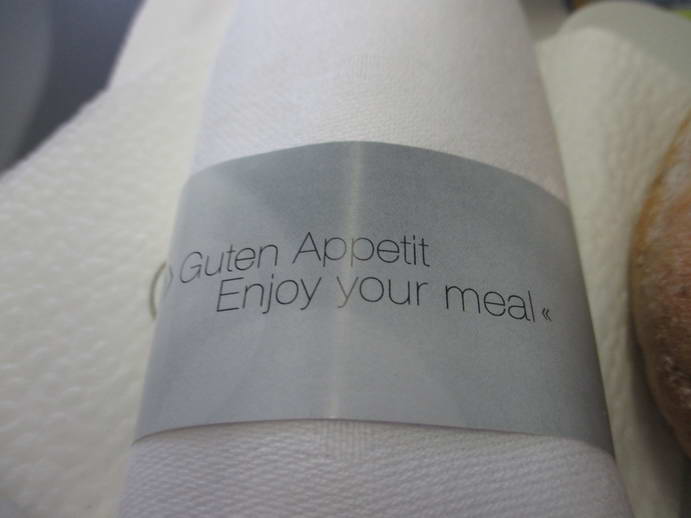 » Guten Appetit
Enjoy your meal «